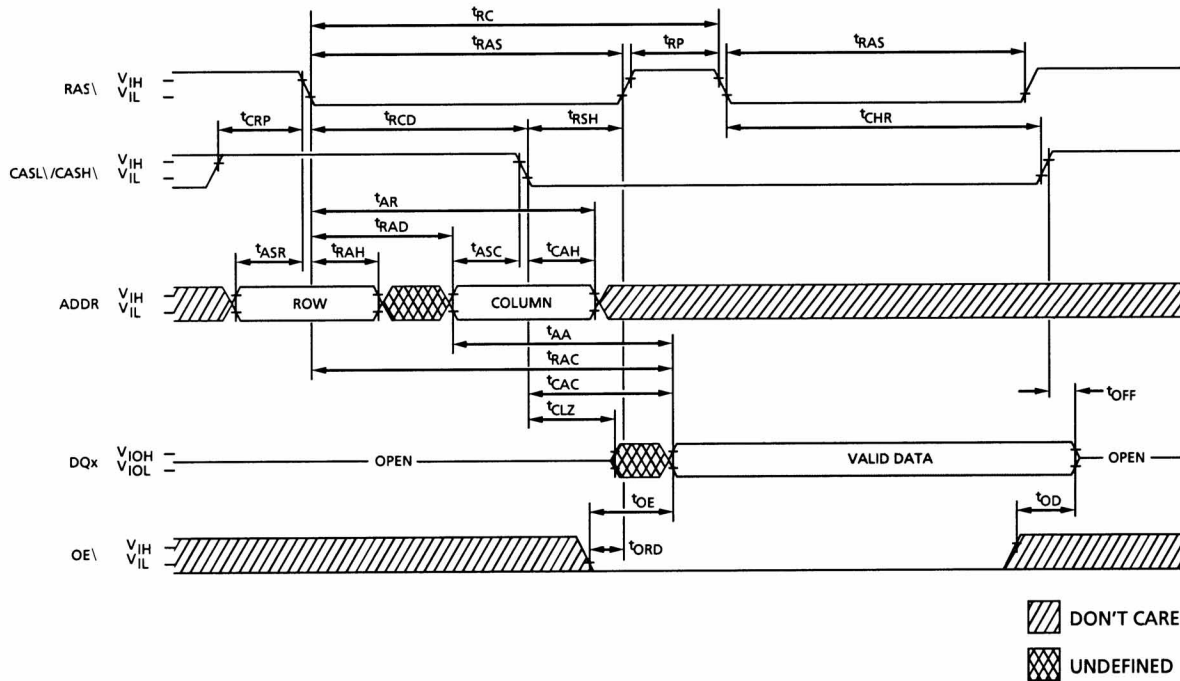 tRC
tRAS tRP tRAS
RAS\ VIH
VIL
tCRP tRCD tRSH tCHR
CASL\/CASH\ VIH
VIL
tAR
tRAD
tASR tRAH tASC tCAH
ADDR VIH
VIL
ROW COLUMN
tAA
tRAC
tCAC
tOFF
tCLZ
DQx VIOH
VIOL
OPEN VALID DATA OPEN
tOE tOD
tORD
OE\ VIH
VIL
DON'T CARE
UNDEFINED